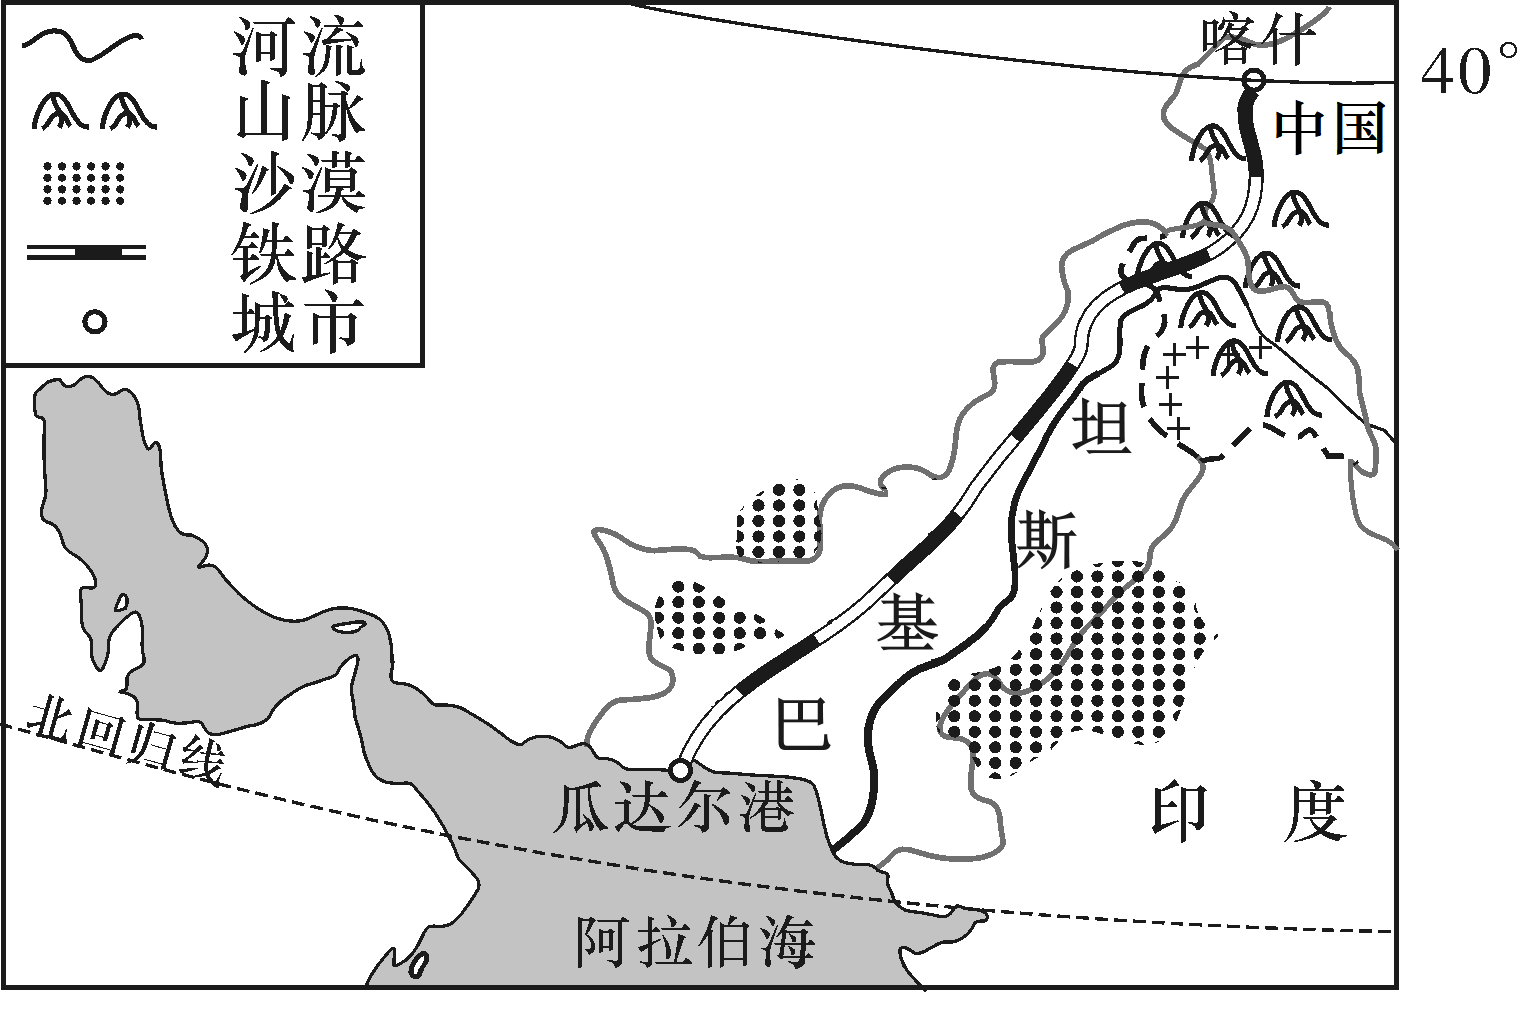 河流
山脉
沙漠
铁路
城市
喀什
40°
中国
坦
斯
基
巴
北回归线
瓜达尔港
印度
阿拉伯海